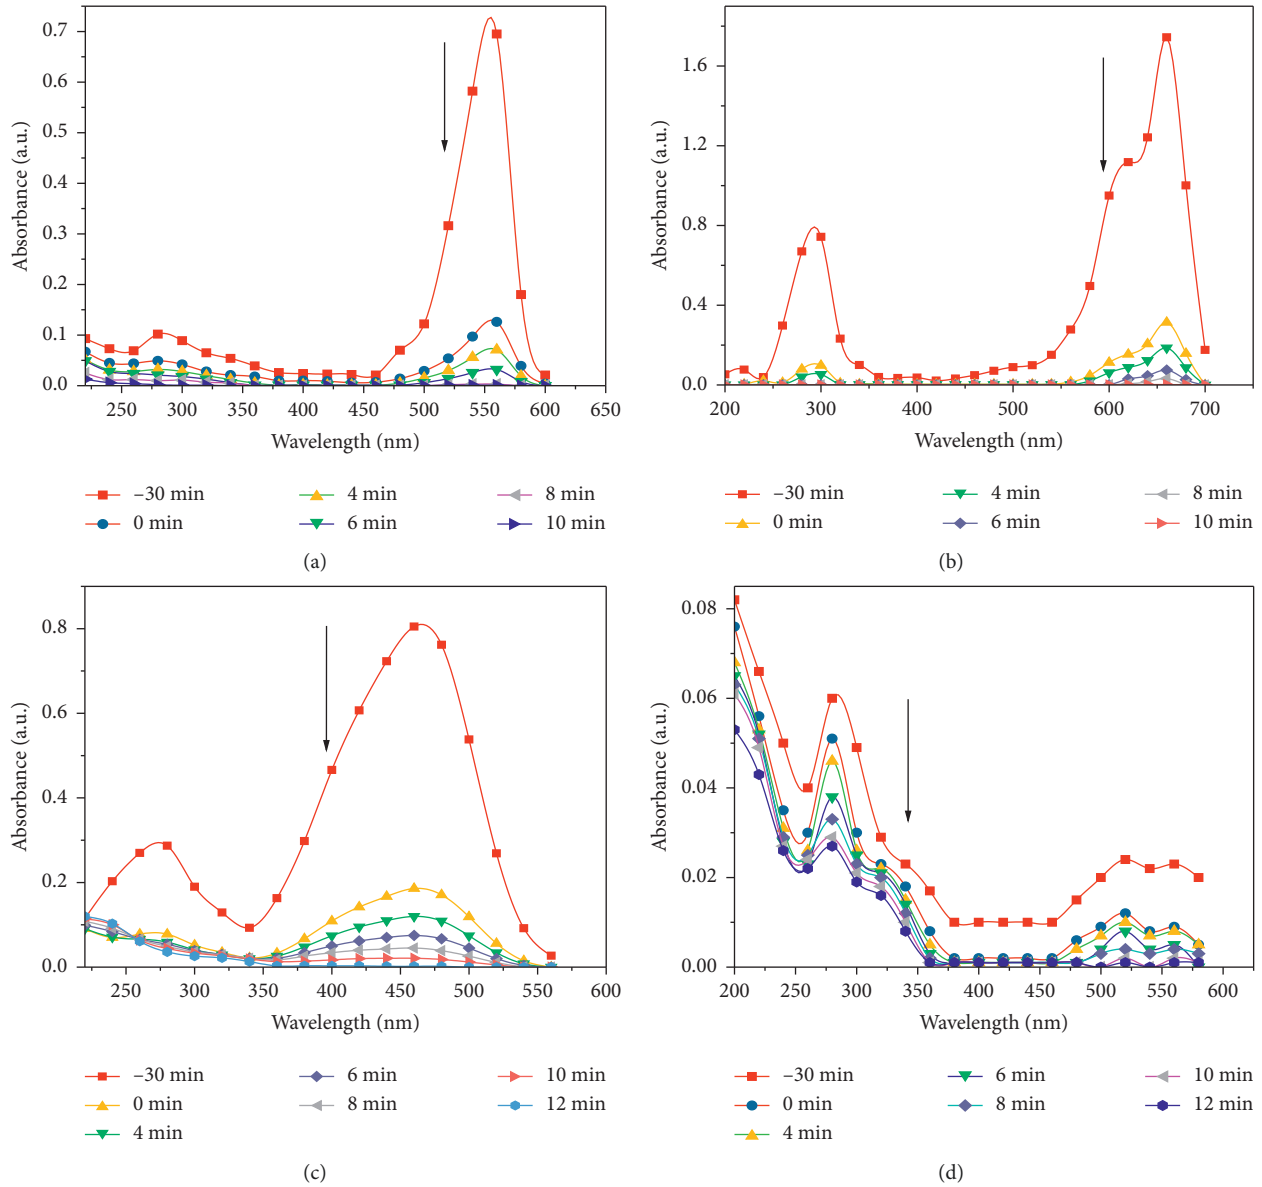 0.7
0.6
0.5
0.4
0.3
0.2
0.1
0.0
Absorbance (a.u.)
250 300 350 400 450 500 550 600 650
Wavelength (nm)
–30 min 4 min 8 min
0 min 6 min 10 min
(a)
1.6
1.2
0.8
0.4
0.0
Absorbance (a.u.)
200 300 400 500 600 700
Wavelength (nm)
–30 min 4 min 8 min
0 min 6 min 10 min
(b)
0.8
0.6
0.4
0.2
0.0
Absorbance (a.u.)
250 300 350 400 450 500 550 600
Wavelength (nm)
–30 min 6 min 10 min
0 min 8 min 12 min
4 min
(c)
0.08
0.06
0.04
0.02
0.00
Absorbance (a.u.)
200 250 300 350 400 450 500 550 600
Wavelength (nm)
–30 min 6 min 10 min
0 min 8 min 12 min
4 min
(d)